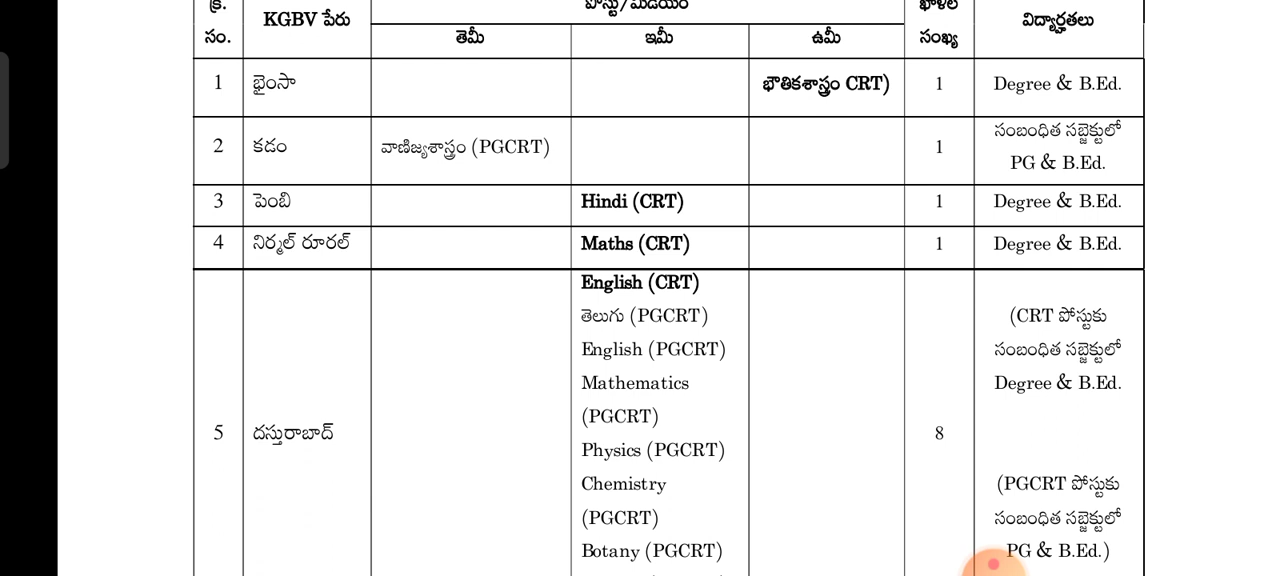 క్ర.
సం.
KGBV పేరు
పోస్టు/మీడియం
తెమీ
ఇమీ
ఉమీ
ఖాళీల
సంఖ్య
విద్యార్హతలు
1
భైంసా
భౌతికశాస్త్రం CRT)
1
Degree & B.Ed.
2
కడం
వాణిజ్యశాస్త్రం (PGCRT)
1
సంబంధిత సబ్జెక్టులో
PG & B.Ed.
3
పెంబి
Hindi (CRT)
1
Degree & B.Ed.
4
నిర్మల్ రూరల్
Maths (CRT)
1
Degree & B.Ed.
5
దస్తురాబాద్
English (CRT)
తెలుగు (PGCRT)
English (PGCRT)
Mathematics
(PGCRT)
Physics (PGCRT)
Chemistry
(PGCRT)
Botany (PGCRT)
8
(CRT పోస్టుకు
సంబంధిత సబ్జెక్టులో
Degree & B.Ed.
(PGCRT పోస్టుకు
సంబంధిత సబ్జెక్టులో
PG & B.Ed.)